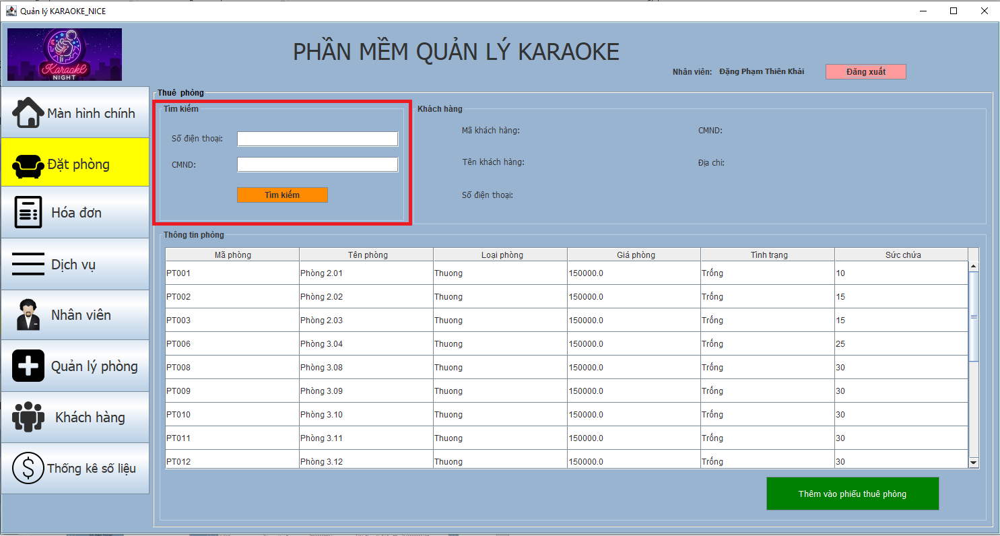 Quản lý KARAOKE_NICE
Karaoke
NIGHT
PHẦN MỀM QUẢN LÝ KARAOKE
Nhân viên: Đặng Phạm Thiên Khải Đăng xuất
Màn hình chính
Đặt phòng
Hóa đơn
Dịch vụ
Nhân viên
Quản lý phòng
Khách hàng
Thống kê số liệu
Thuê phòng
Tìm kiếm
Số điện thoại:
CMND:
Tìm kiếm
Khách hàng
Mã khách hàng: CMND:
Tên khách hàng: Địa chỉ:
Số điện thoại:
Thông tin phòng
Mã phòng Tên phòng Loại phòng Giá phòng Tình trạng Sức chứa
PT001 Phòng 2.01 Thuong 150000.0 Trống 10
PT002 Phòng 2.02 Thuong 150000.0 Trống 15
PT003 Phòng 2.03 Thuong 150000.0 Trống 15
PT006 Phòng 3.04 Thuong 150000.0 Trống 25
PT008 Phòng 3.08 Thuong 150000.0 Trống 30
PT009 Phòng 3.09 Thuong 150000.0 Trống 30
PT010 Phòng 3.10 Thuong 150000.0 Trống 30
PT011 Phòng 3.11 Thuong 150000.0 Trống 30
PT012 Phòng 3.12 Thuong 150000.0 Trống 30
Thêm vào phiếu thuê phòng